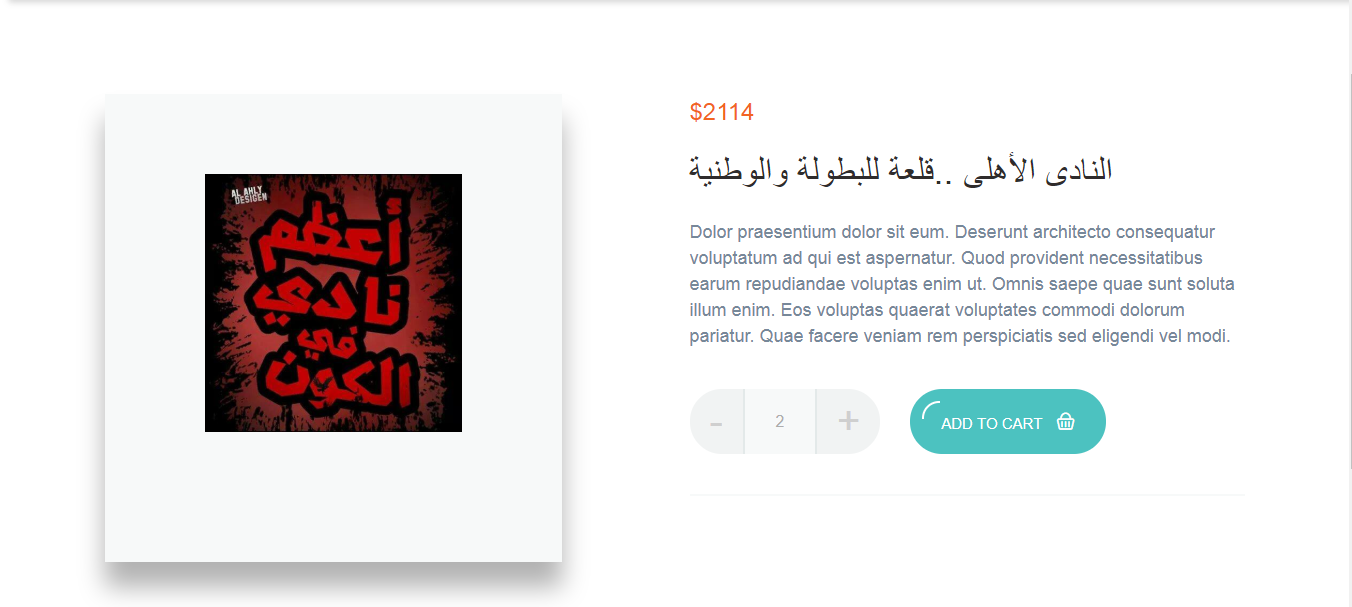 AL AHLY
DESIGEN
أعظم
نادي
في
الكون
$2114
النادى الأهلى ..قلعة للبطولة والوطنية
Dolor praesentium dolor sit eum. Deserunt architecto consequatur
voluptatum ad qui est aspernatur. Quod provident necessitatibus
earum repudiandae voluptas enim ut. Omnis saepe quae sunt soluta
illum enim. Eos voluptas quaerat voluptates commodi dolorum
pariatur. Quae facere veniam rem perspiciatis sed eligendi vel modi.
- 2 +
ADD TO CART